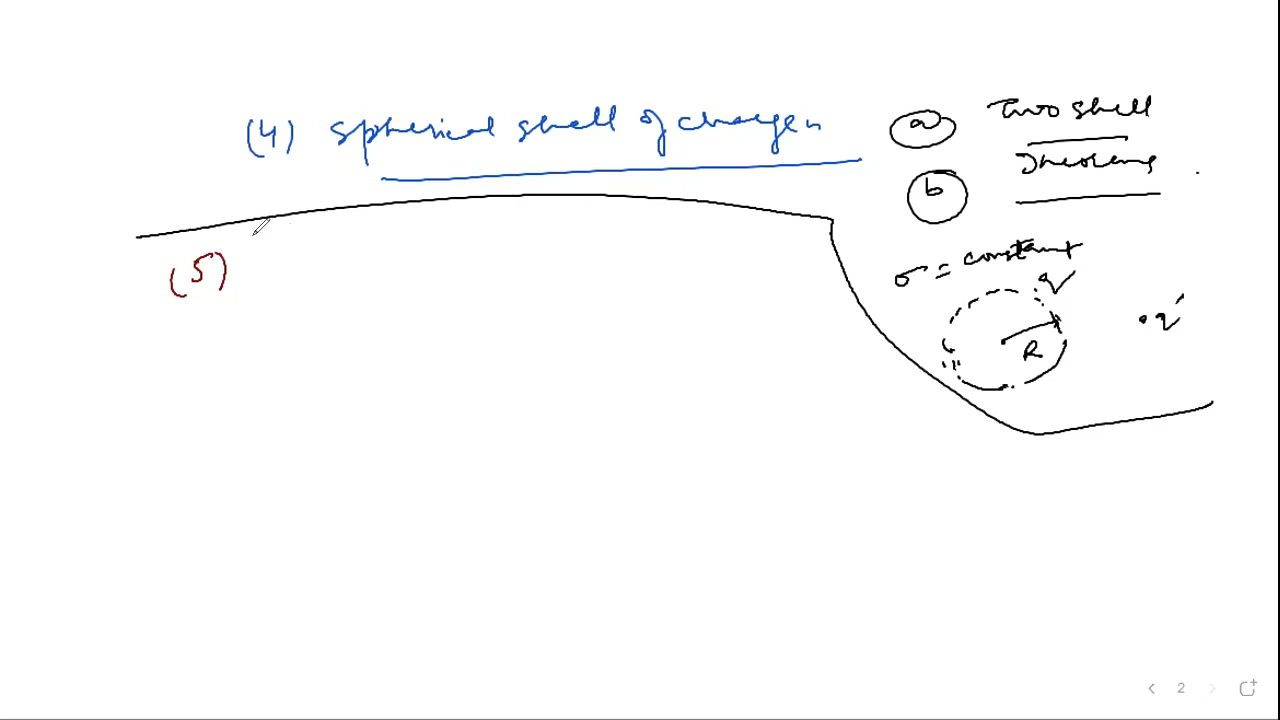 (4) Spherical shell of charges
(a) Two shell
Theorems
(b)
σ = constant
q
R
q'
(5)
2